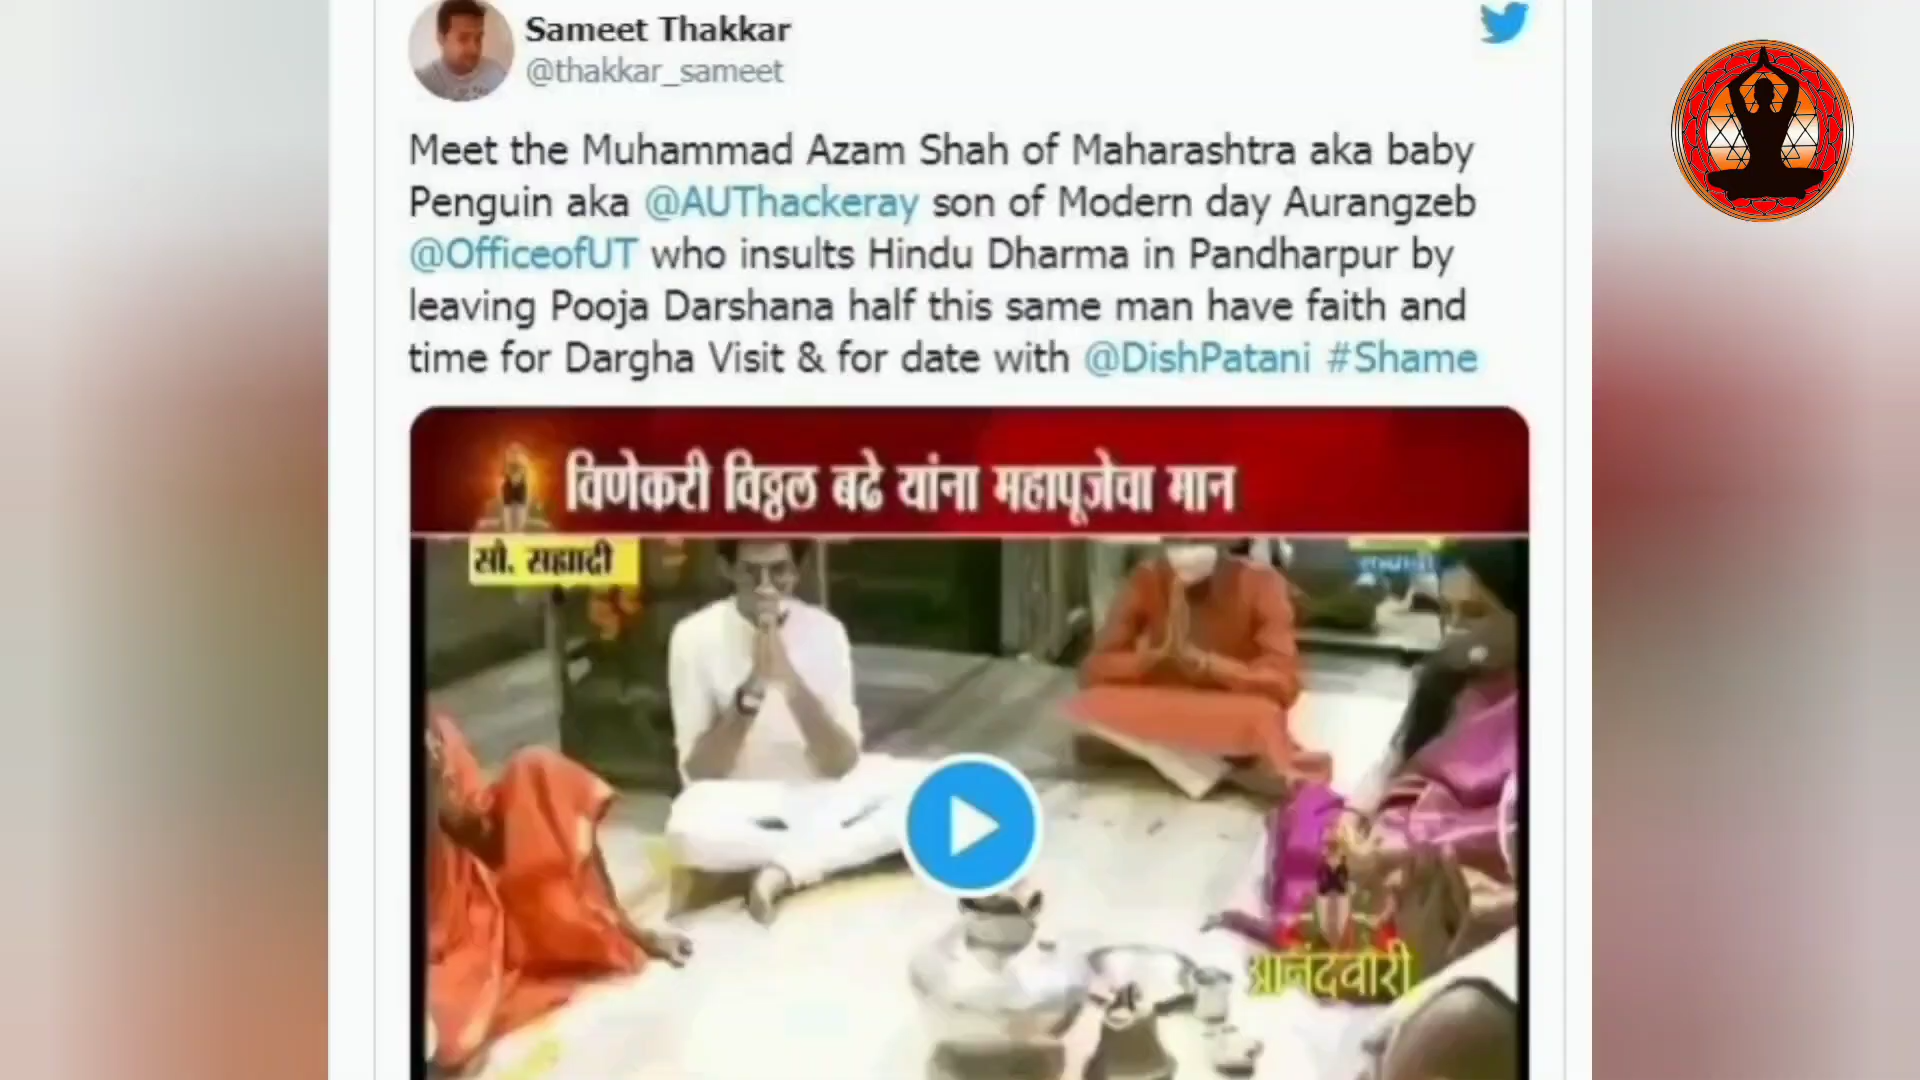 Sameet Thakkar
@thakkar_sameet
Meet the Muhammad Azam Shah of Maharashtra aka baby
Penguin aka @AUThackeray son of Modern day Aurangzeb
@OfficeofUT who insults Hindu Dharma in Pandharpur by
leaving Pooja Darshana half this same man have faith and
time for Dargha Visit & for date with @DishPatani #Shame
विणेकरी विठ्ठल बढे यांना महापूजेचा मान
सौ. सह्याद्री
आनंदवारी